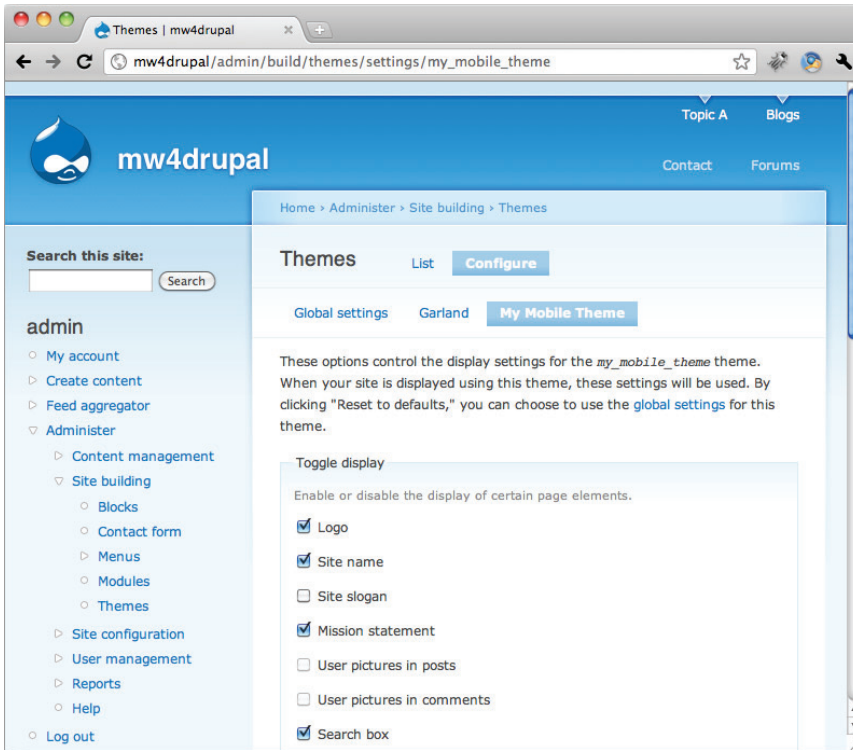 Themes | mw4drupal
mw4drupal/admin/build/themes/settings/my_mobile_theme
Topic A Blogs
mw4drupal
Contact Forums
Home › Administer › Site building › Themes
Search this site:
Search
admin
My account
Create content
Feed aggregator
Administer
Content management
Site building
Blocks
Contact form
Menus
Modules
Themes
Site configuration
User management
Reports
Help
Log out
Themes List Configure
Global settings Garland My Mobile Theme
These options control the display settings for the my_mobile_theme theme.
When your site is displayed using this theme, these settings will be used. By
clicking "Reset to defaults," you can choose to use the global settings for this
theme.
Toggle display
Enable or disable the display of certain page elements.
Logo
Site name
Site slogan
Mission statement
User pictures in posts
User pictures in comments
Search box